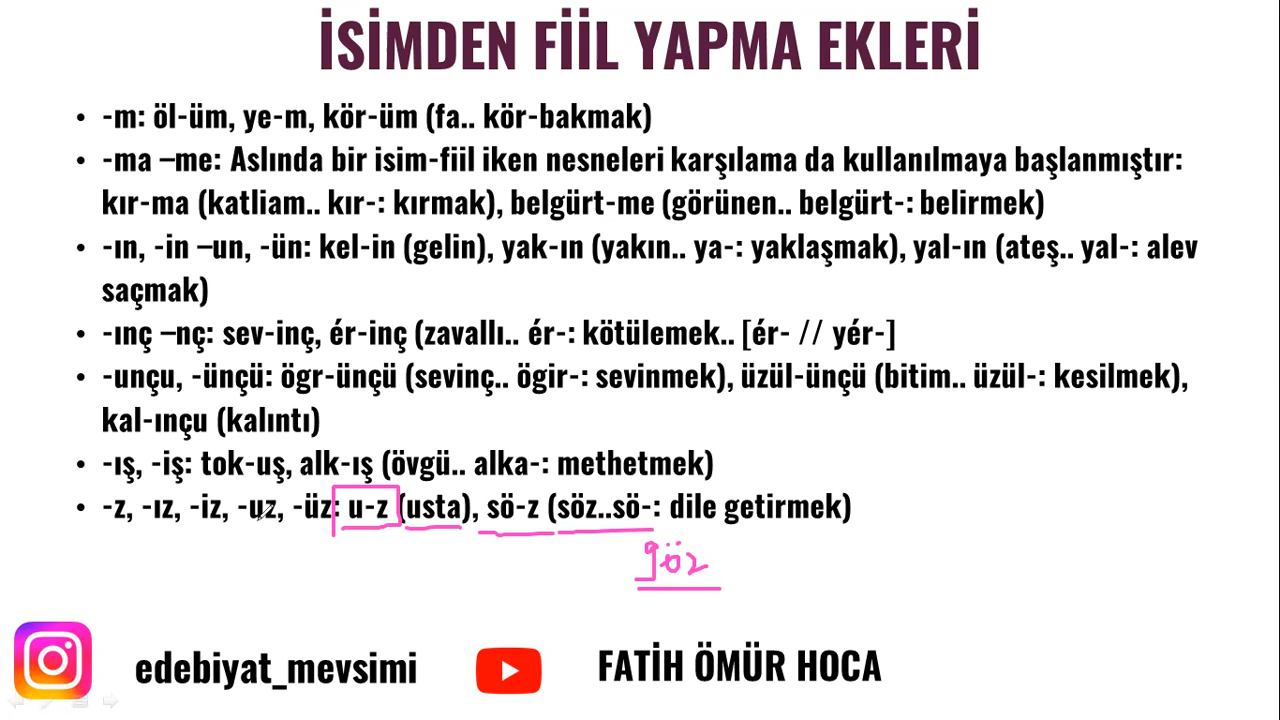 İSİMDEN FİİL YAPMA EKLERİ
• -m: öl-üm, ye-m, kör-üm (fa.. kör-bakmak)
• -ma –me: Aslında bir isim-fiil iken nesneleri karşılama da kullanılmaya başlanmıştır:
kır-ma (katliam.. kır-: kırmak), belgürt-me (görünen.. belgürt-: belirmek)
• -ın, -in –un, -ün: kel-in (gelin), yak-ın (yakın.. ya-: yaklaşmak), yal-ın (ateş.. yal-: alev
saçmak)
• -ınç –nç: sev-inç, ér-inç (zavallı.. ér-: kötülemek.. [ér- // yér-]
• -unçu, -ünçü: ögr-ünçü (sevinç.. ögir-: sevinmek), üzül-ünçü (bitim.. üzül-: kesilmek),
kal-ınçu (kalıntı)
• -ış, -iş: tok-uş, alk-ış (övgü.. alka-: methetmek)
• -z, -ız, -iz, -uz, -üz: u-z (usta), sö-z (söz..sö-: dile getirmek)
göz
edebiyat_mevsimi
FATİH ÖMÜR HOCA